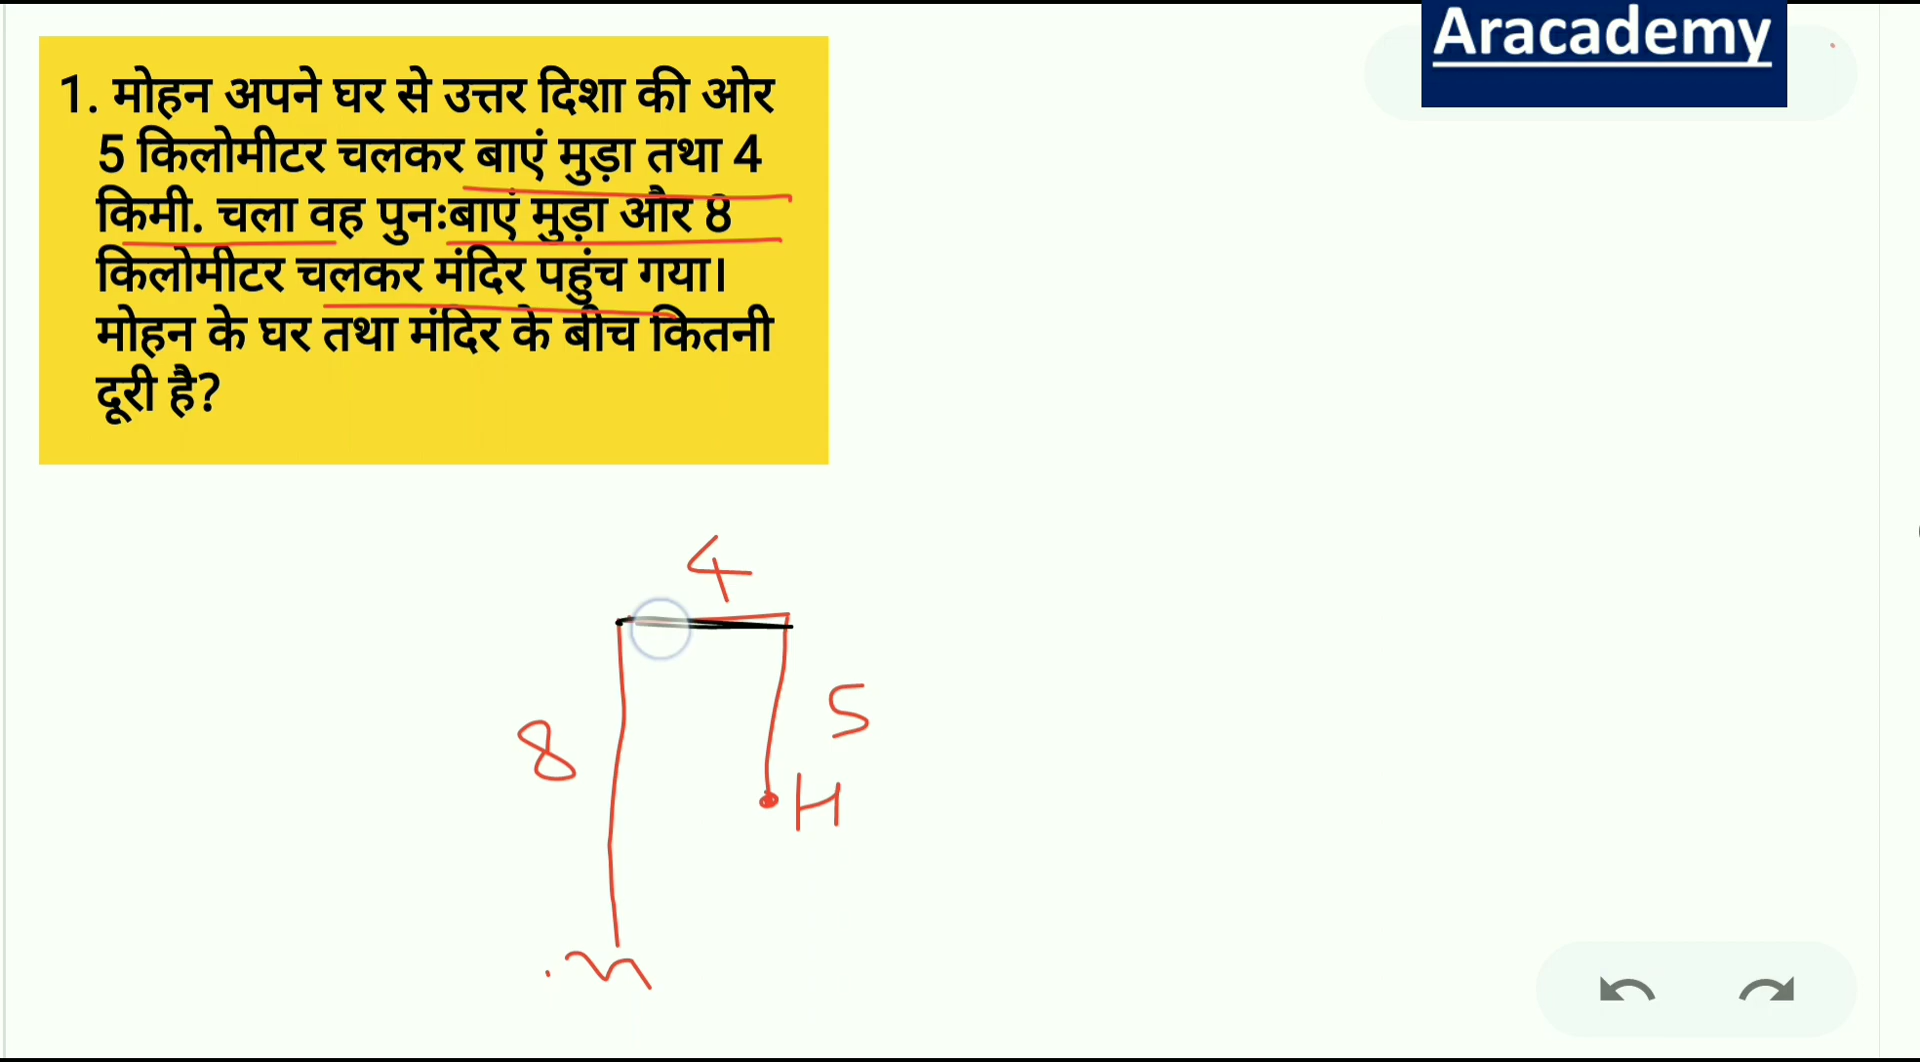 Aracademy
1. मोहन अपने घर से उत्तर दिशा की ओर
5 किलोमीटर चलकर बाएं मुड़ा तथा 4
किमी. चला वह पुनःबाएं मुड़ा और 8
किलोमीटर चलकर मंदिर पहुंच गया।
मोहन के घर तथा मंदिर के बीच कितनी
दूरी है?
4
5
8
H
m